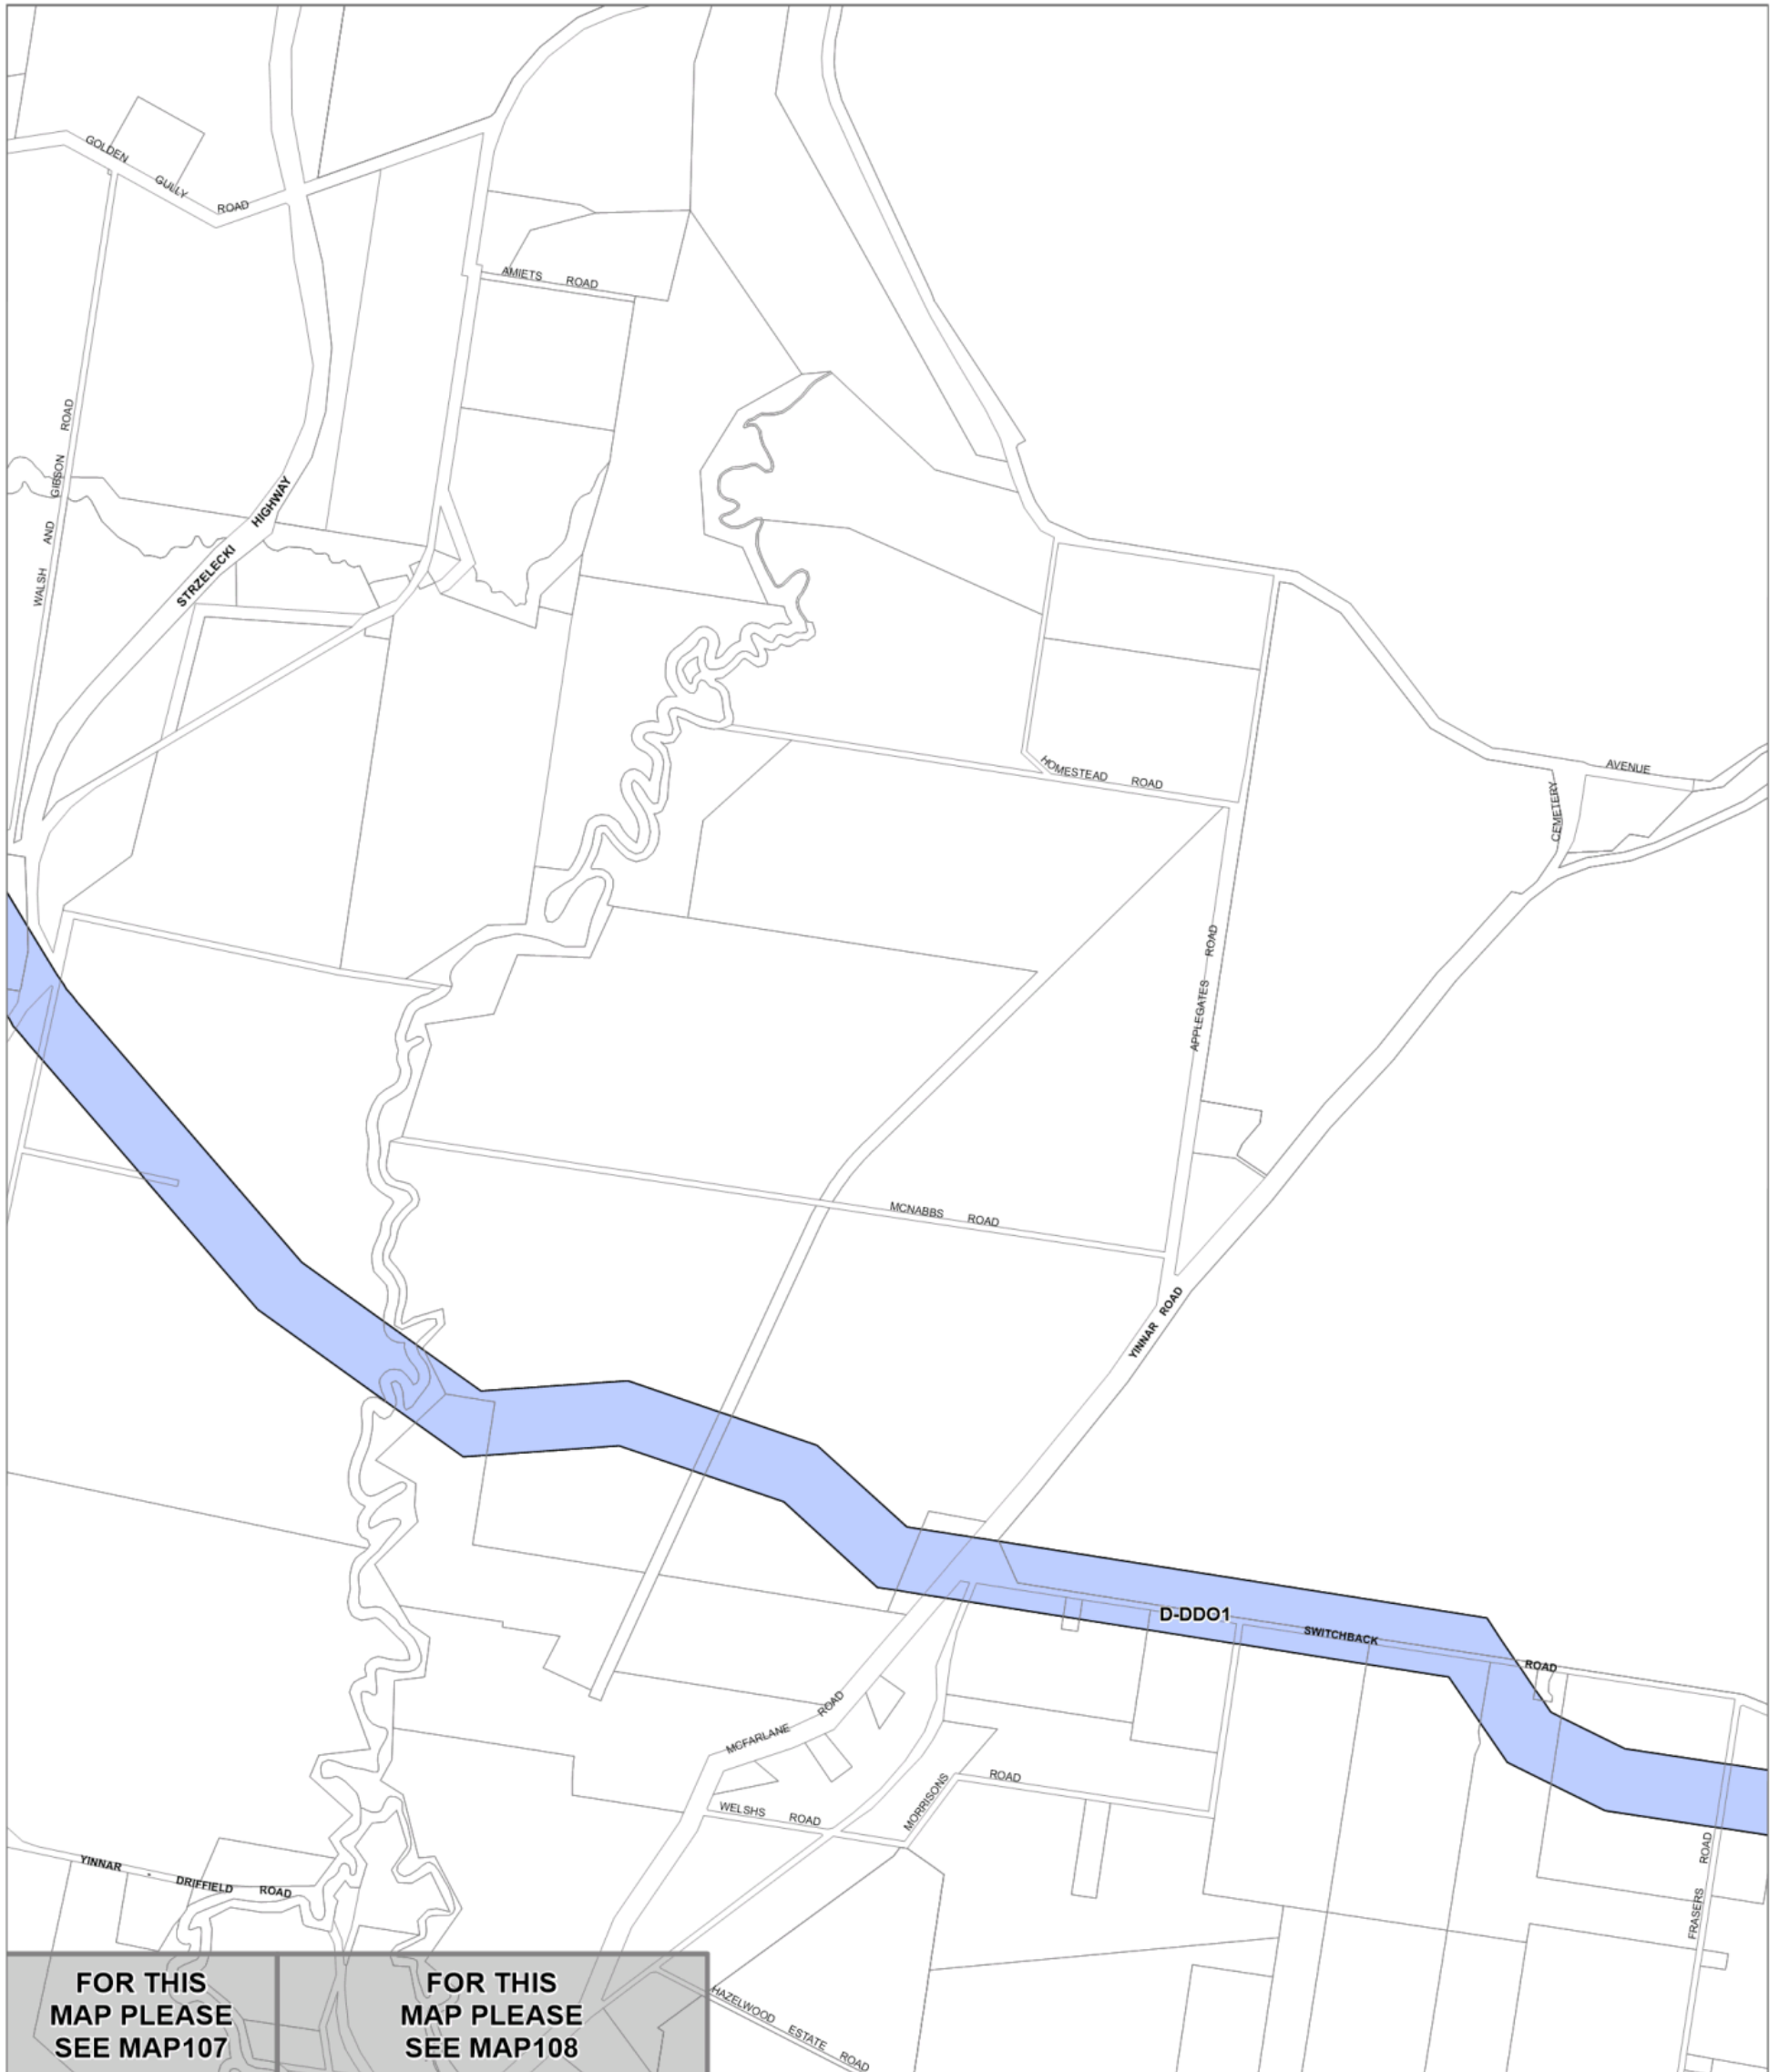 GOLDEN GULLY ROAD
AMIETS ROAD
WALSH AND GIBSON ROAD
STRZELECKI HIGHWAY
HOMESTEAD ROAD
AVENUE
CEMETERY
APPLEGATES ROAD
MCNABBS ROAD
YINNAR ROAD
D-DDO1
SWITCHBACK ROAD
MCFARLANE ROAD
MORRISONS ROAD
WELSHS ROAD
FRASERS ROAD
YINNAR - DRIFFIELD ROAD
HAZELWOOD ESTATE ROAD
FOR THIS
MAP PLEASE
SEE MAP107
FOR THIS
MAP PLEASE
SEE MAP108